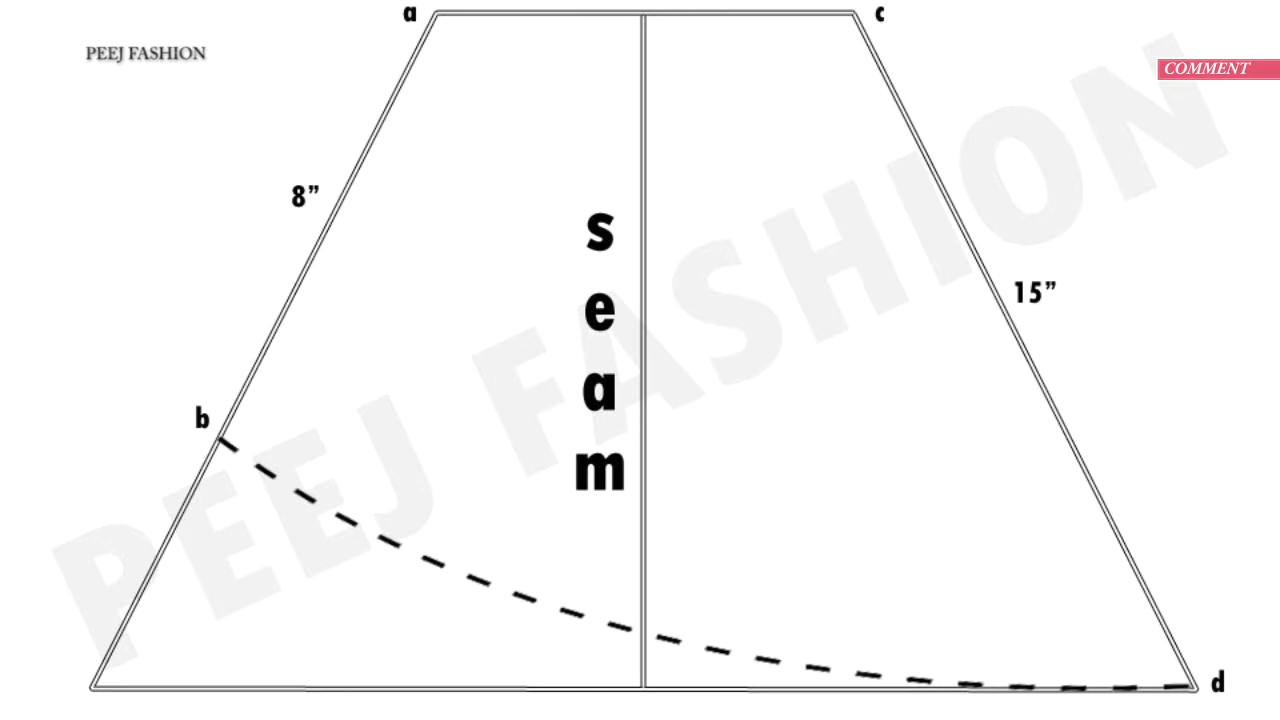 a
c
PEEJ FASHION
COMMENT
8”
s
e
a
m
15”
b
d
PEEJ FASHION